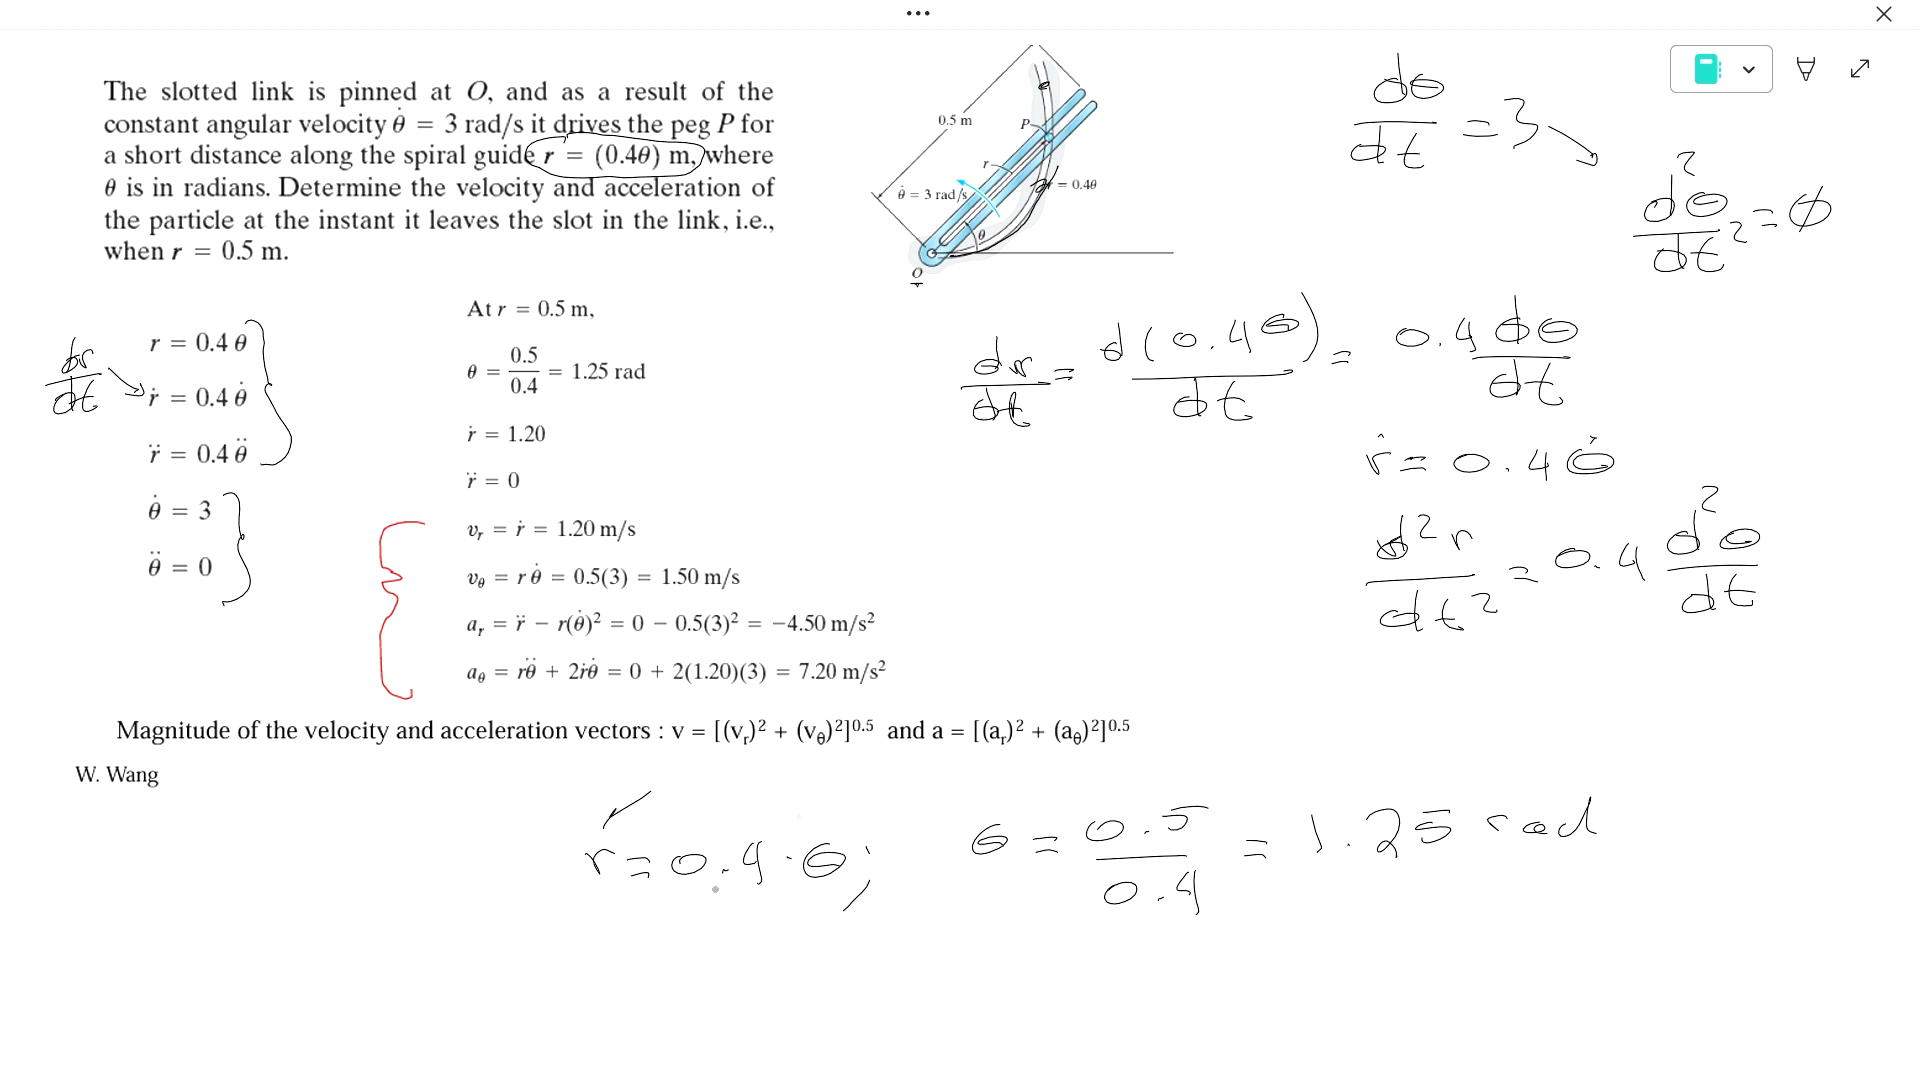 The slotted link is pinned at O, and as a result of the
constant angular velocity θ̇ = 3 rad/s it drives the peg P for
a short distance along the spiral guide r = (0.4θ) m, where
θ is in radians. Determine the velocity and acceleration of
the particle at the instant it leaves the slot in the link, i.e.,
when r = 0.5 m.
0.5 m
P
r
θ̇ = 3 rad/s
r = 0.4θ
θ
O
dθ/dt = 3
d²θ/dt² = ϕ
dr/dt
r = 0.4 θ
ṙ = 0.4 θ̇
r̈ = 0.4 θ̈
θ̇ = 3
θ̈ = 0
At r = 0.5 m,
θ = 0.5/0.4 = 1.25 rad
ṙ = 1.20
r̈ = 0
vᵣ = ṙ = 1.20 m/s
v_θ = r θ̇ = 0.5(3) = 1.50 m/s
aᵣ = r̈ − r(θ̇)² = 0 − 0.5(3)² = −4.50 m/s²
a_θ = rθ̈ + 2ṙθ̇ = 0 + 2(1.20)(3) = 7.20 m/s²
dr/dt = d(0.4θ)/dt = 0.4 dθ/dt
ṙ = 0.4 θ̇
d²r/dt² = 0.4 d²θ/dt
Magnitude of the velocity and acceleration vectors : v = [(vᵣ)² + (v_θ)²]^0.5 and a = [(aᵣ)² + (a_θ)²]^0.5
W. Wang
r = 0.4 · θ; θ = 0.5/0.4 = 1.25 rad